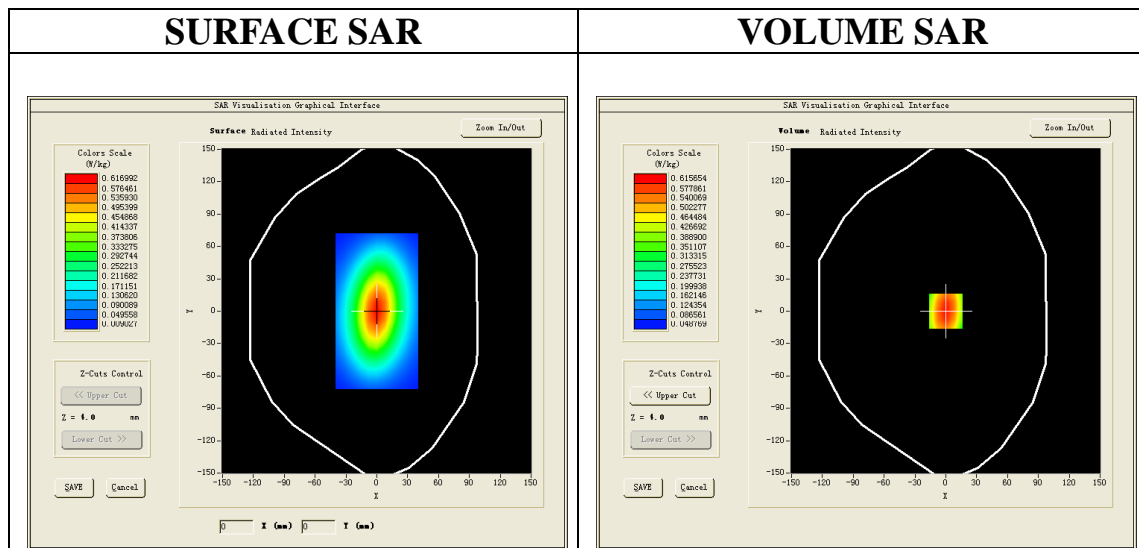 SURFACE SAR
VOLUME SAR
SAR Visualisation Graphical Interface
Surface Radiated Intensity
Zoom In/Out
Colors Scale
(W/kg)
0.616992
0.576461
0.535930
0.495399
0.454868
0.414337
0.373806
0.333275
0.292744
0.252213
0.211682
0.171151
0.130620
0.090089
0.049558
0.009027
Z-Cuts Control
<< Upper Cut
Z = 4.0 mm
Lower Cut >>
SAVE Cancel
150
120
90
60
30
0
-30
-60
-90
-120
-150
Y
-150 -120 -90 -60 -30 0 30 60 90 120 150
X
0 X (mm) 0 Y (mm)
SAR Visualisation Graphical Interface
Volume Radiated Intensity
Zoom In/Out
Colors Scale
(W/kg)
0.615654
0.577861
0.540069
0.502277
0.464484
0.426692
0.388900
0.351107
0.313315
0.275523
0.237731
0.199938
0.162146
0.124354
0.086561
0.048769
Z-Cuts Control
<< Upper Cut
Z = 4.0 mm
Lower Cut >>
SAVE Cancel
150
120
90
60
30
0
-30
-60
-90
-120
-150
Y
-150 -120 -90 -60 -30 0 30 60 90 120 150
X